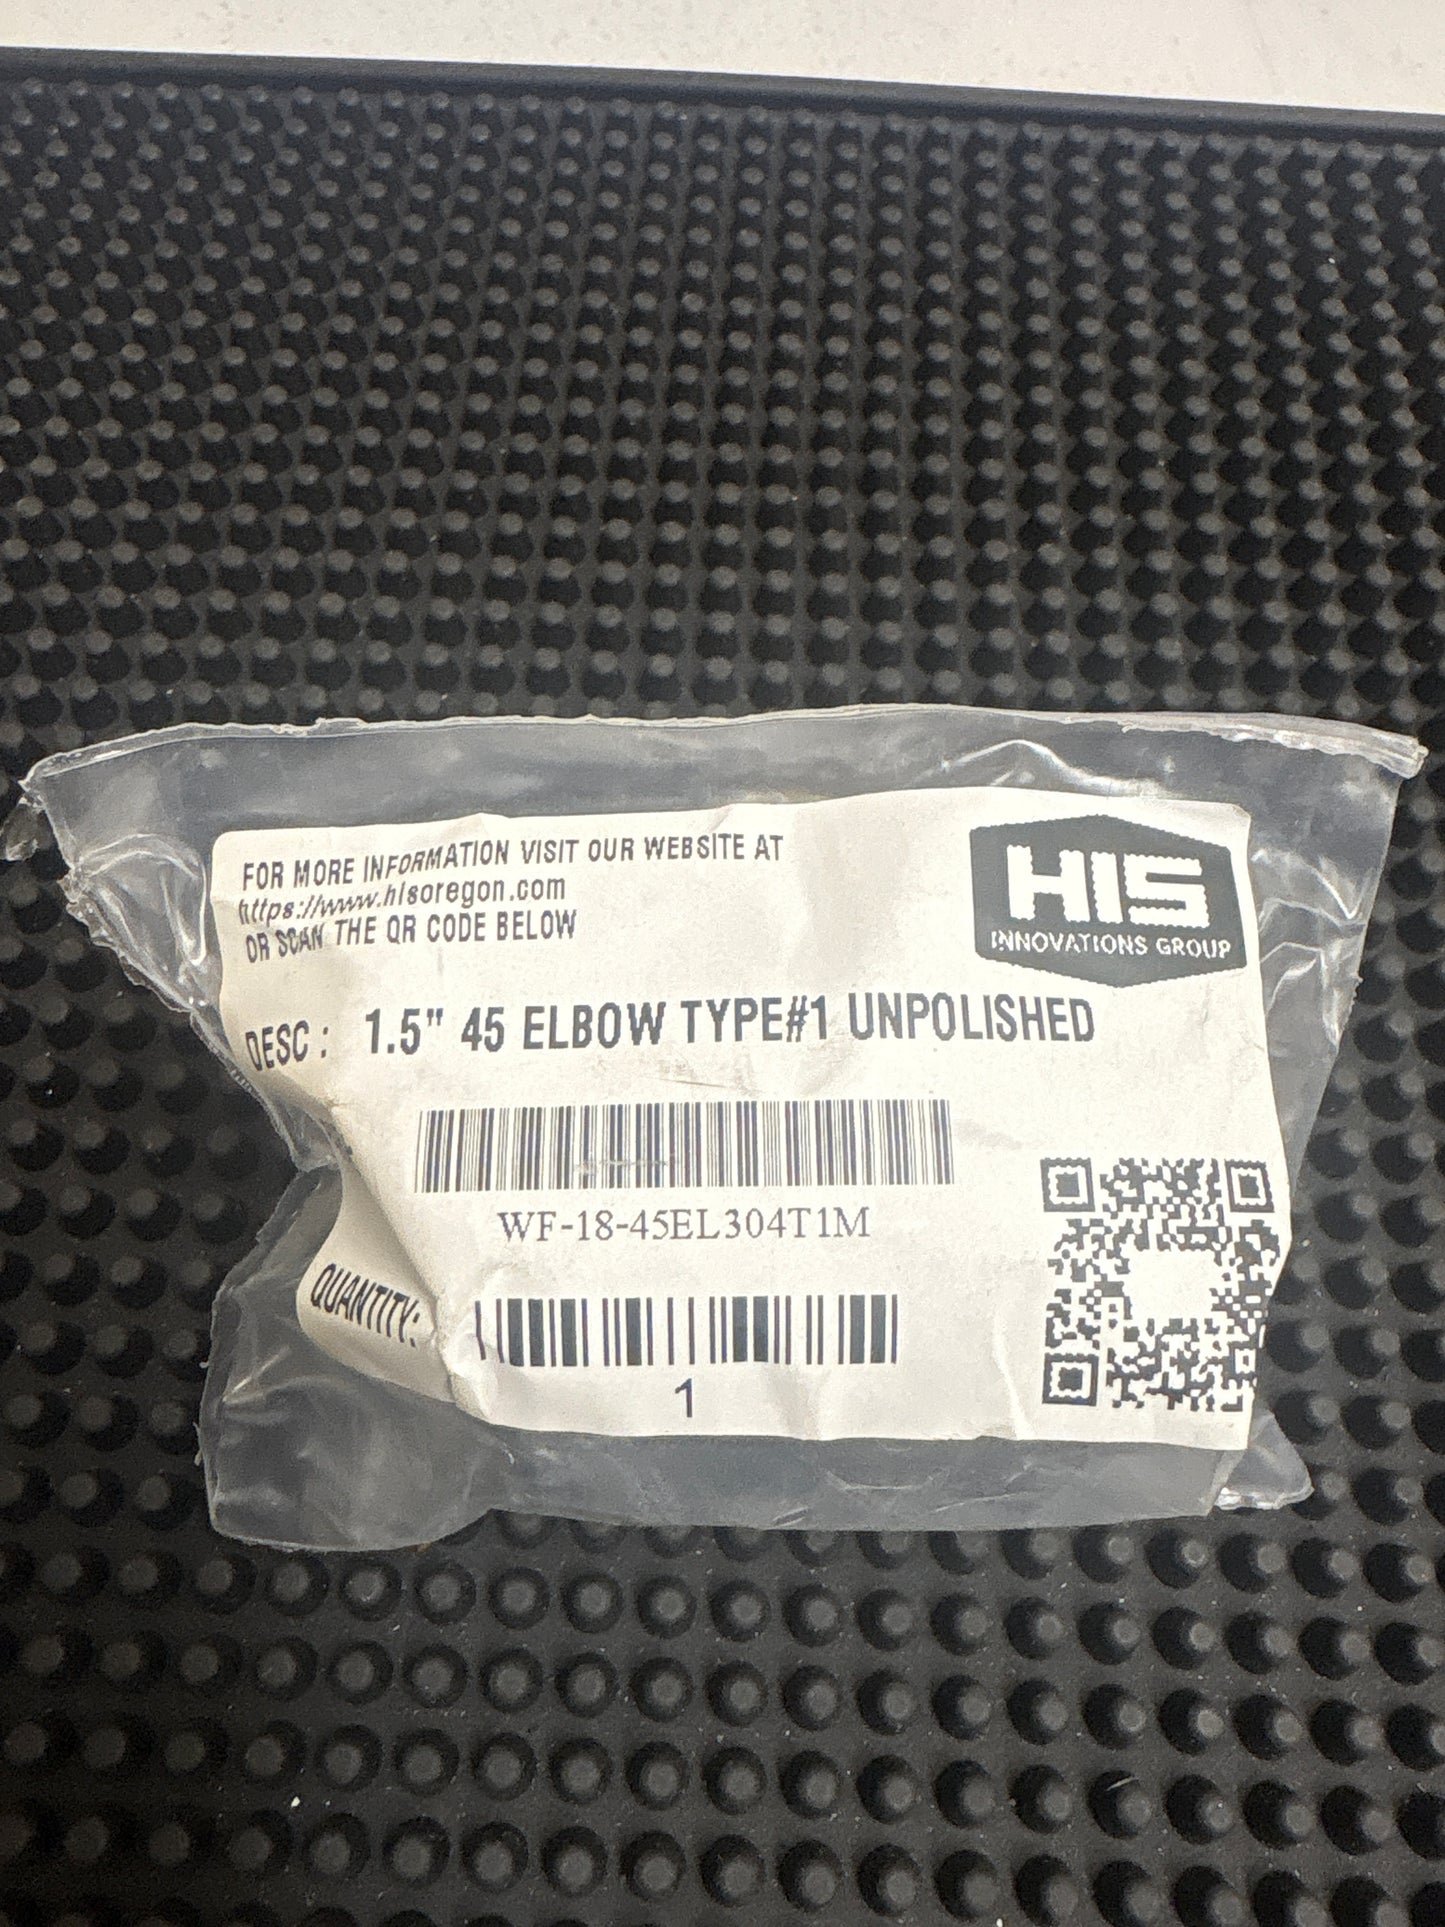 FOR MORE INFORMATION VISIT OUR WEBSITE AT
https://www.hisoregon.com
OR SCAN THE QR CODE BELOW
HIS
INNOVATIONS GROUP
DESC : 1.5" 45 ELBOW TYPE#1 UNPOLISHED
WF-18-45EL304T1M
QUANTITY:
1